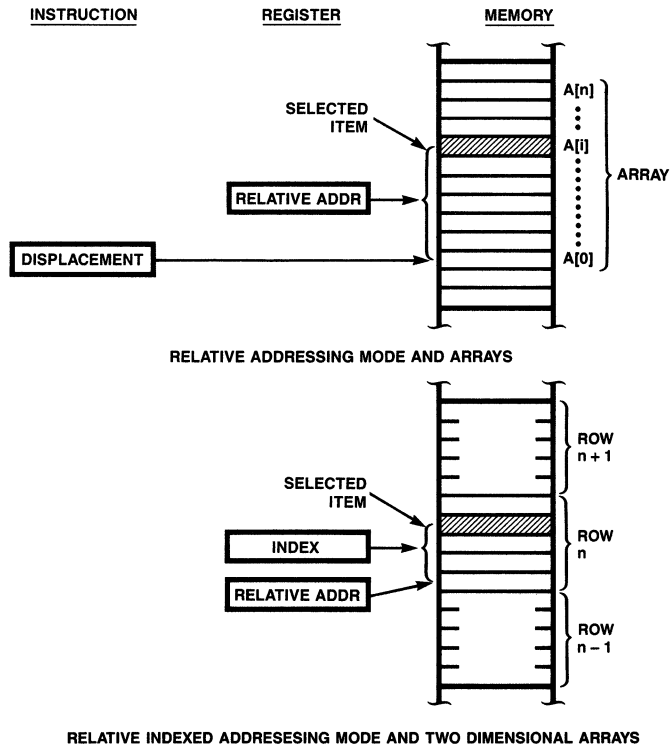 INSTRUCTION REGISTER MEMORY
A[n]
SELECTED
ITEM
A[i]
ARRAY
RELATIVE ADDR
DISPLACEMENT
A[0]
RELATIVE ADDRESSING MODE AND ARRAYS
ROW
n + 1
SELECTED
ITEM
INDEX
ROW
n
RELATIVE ADDR
ROW
n – 1
RELATIVE INDEXED ADDRESESING MODE AND TWO DIMENSIONAL ARRAYS